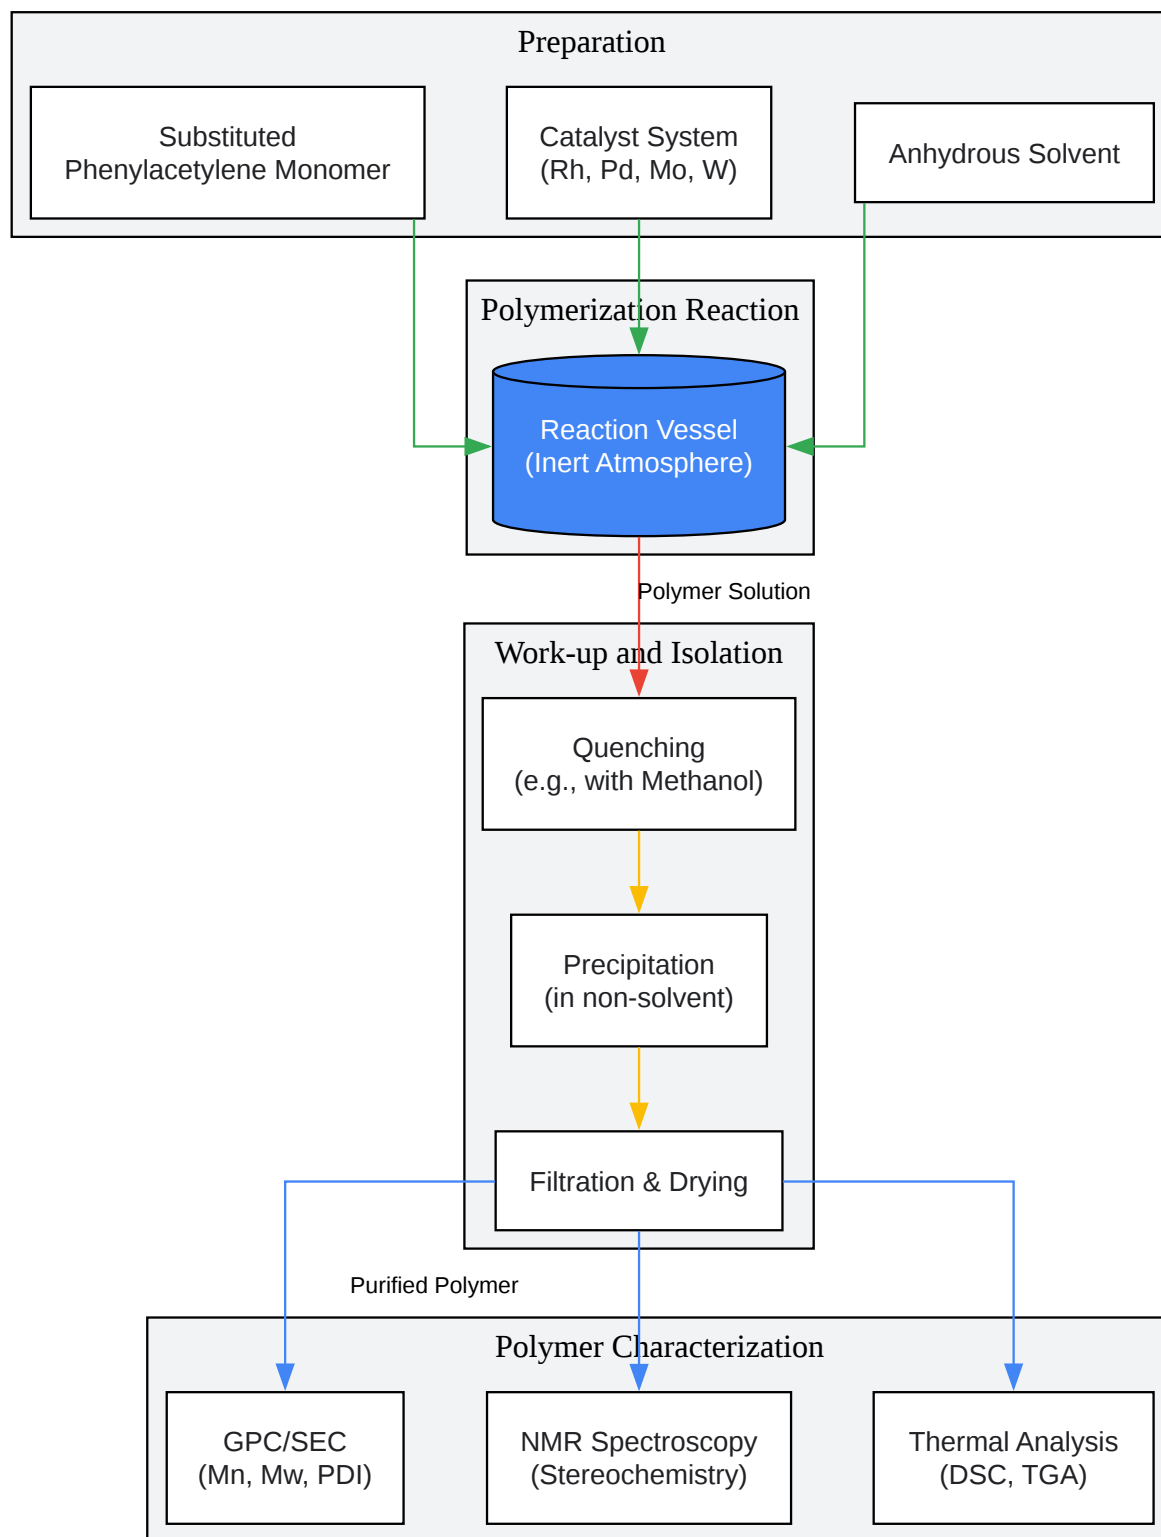 Preparation
Substituted
Phenylacetylene Monomer
Catalyst System
(Rh, Pd, Mo, W)
Anhydrous Solvent
Polymerization Reaction
Reaction Vessel
(Inert Atmosphere)
Polymer Solution
Work-up and Isolation
Quenching
(e.g., with Methanol)
Precipitation
(in non-solvent)
Filtration & Drying
Purified Polymer
Polymer Characterization
GPC/SEC
(Mn, Mw, PDI)
NMR Spectroscopy
(Stereochemistry)
Thermal Analysis
(DSC, TGA)